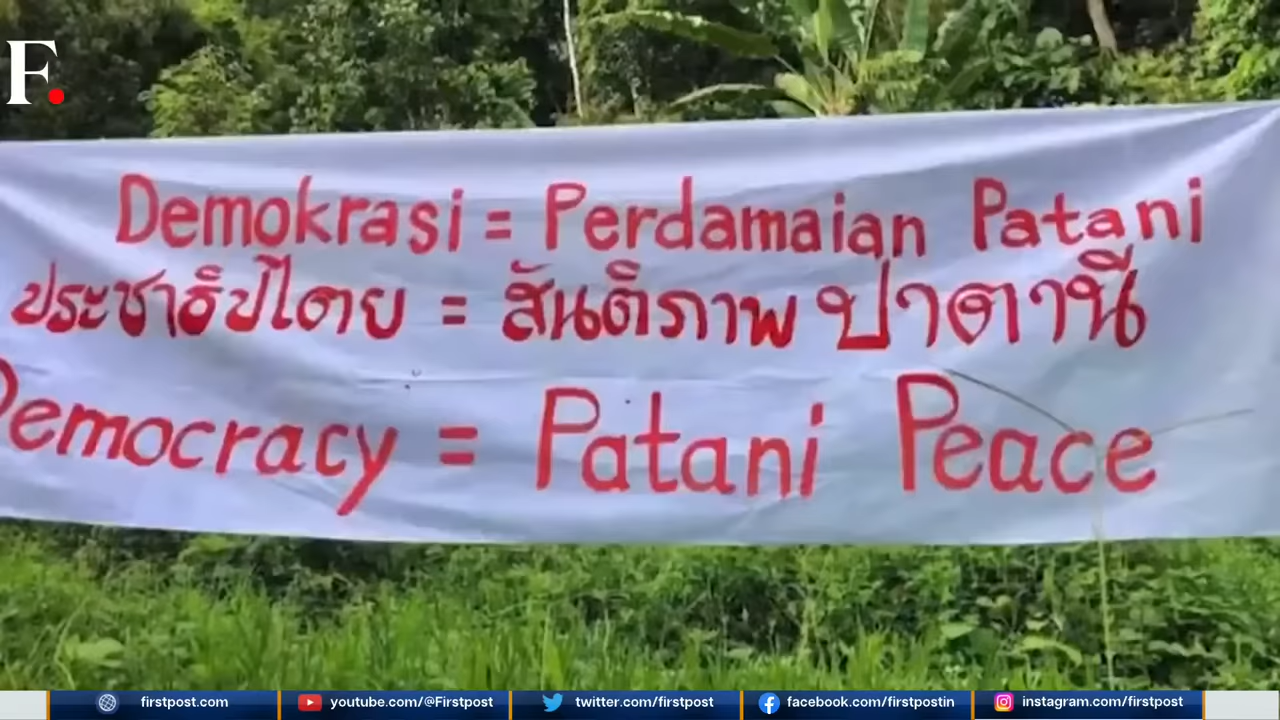 F.
Demokrasi = Perdamaian Patani
ประชาธิปไตย = สันติภาพ ปาตานี
Democracy = Patani Peace
firstpost.com
youtube.com/@Firstpost
twitter.com/firstpost
facebook.com/firstpostin
instagram.com/firstpost